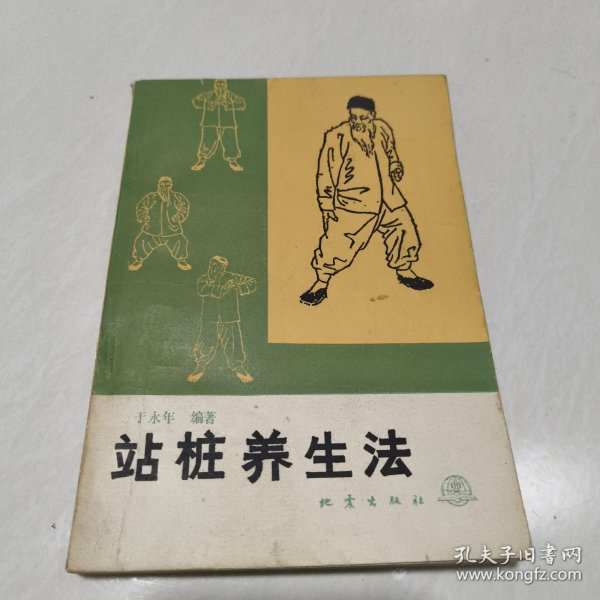 于永年 编著
站桩养生法
地震出版社
孔夫子旧书网
www.kongfz.com